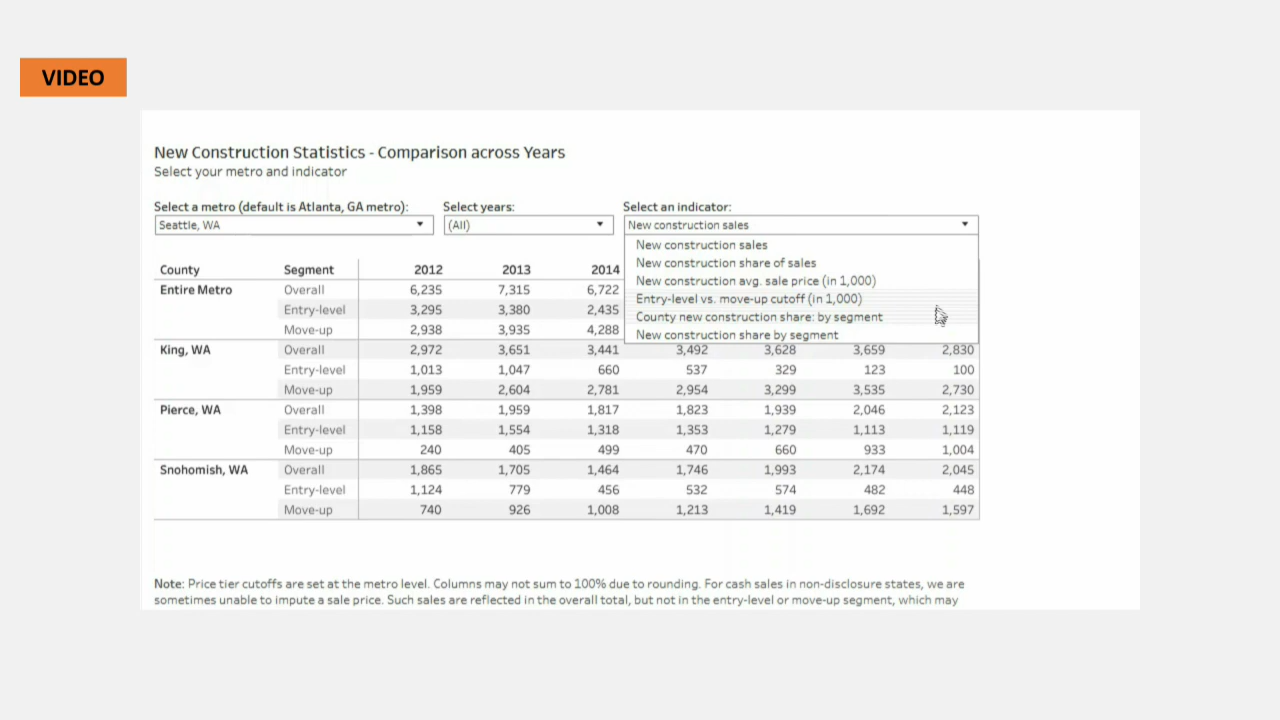 VIDEO
New Construction Statistics - Comparison across Years
Select your metro and indicator
Select a metro (default is Atlanta, GA metro): Select years: Select an indicator:
Seattle, WA (All) New construction sales
New construction sales
New construction share of sales
County Segment 2012 2013 2014
New construction avg. sale price (in 1,000)
Entire Metro Overall 6,235 7,315 6,722
Entry-level vs. move-up cutoff (in 1,000)
Entry-level 3,295 3,380 2,435
County new construction share: by segment
Move-up 2,938 3,935 4,288
New construction share by segment
King, WA Overall 2,972 3,651 3,441 3,492 3,628 3,659 2,830
Entry-level 1,013 1,047 660 537 329 123 100
Move-up 1,959 2,604 2,781 2,954 3,299 3,535 2,730
Pierce, WA Overall 1,398 1,959 1,817 1,823 1,939 2,046 2,123
Entry-level 1,158 1,554 1,318 1,353 1,279 1,113 1,119
Move-up 240 405 499 470 660 933 1,004
Snohomish, WA Overall 1,865 1,705 1,464 1,746 1,993 2,174 2,045
Entry-level 1,124 779 456 532 574 482 448
Move-up 740 926 1,008 1,213 1,419 1,692 1,597
Note: Price tier cutoffs are set at the metro level. Columns may not sum to 100% due to rounding. For cash sales in non-disclosure states, we are
sometimes unable to impute a sale price. Such sales are reflected in the overall total, but not in the entry-level or move-up segment, which may